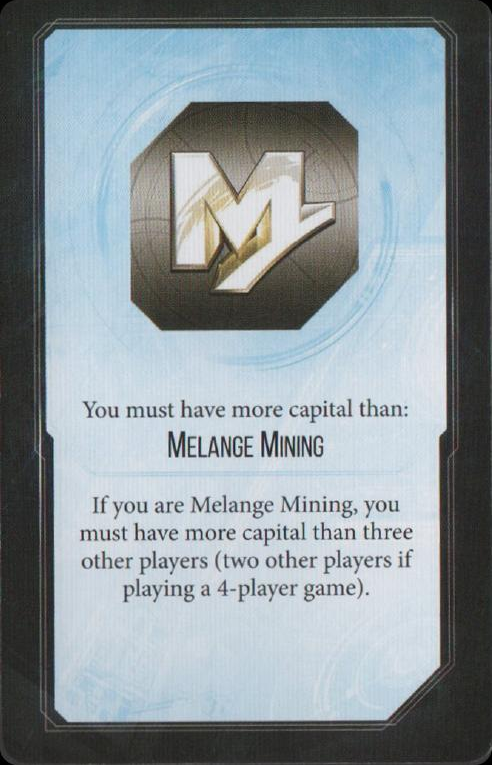 M
You must have more capital than:
MELANGE MINING
If you are Melange Mining, you
must have more capital than three
other players (two other players if
playing a 4-player game).